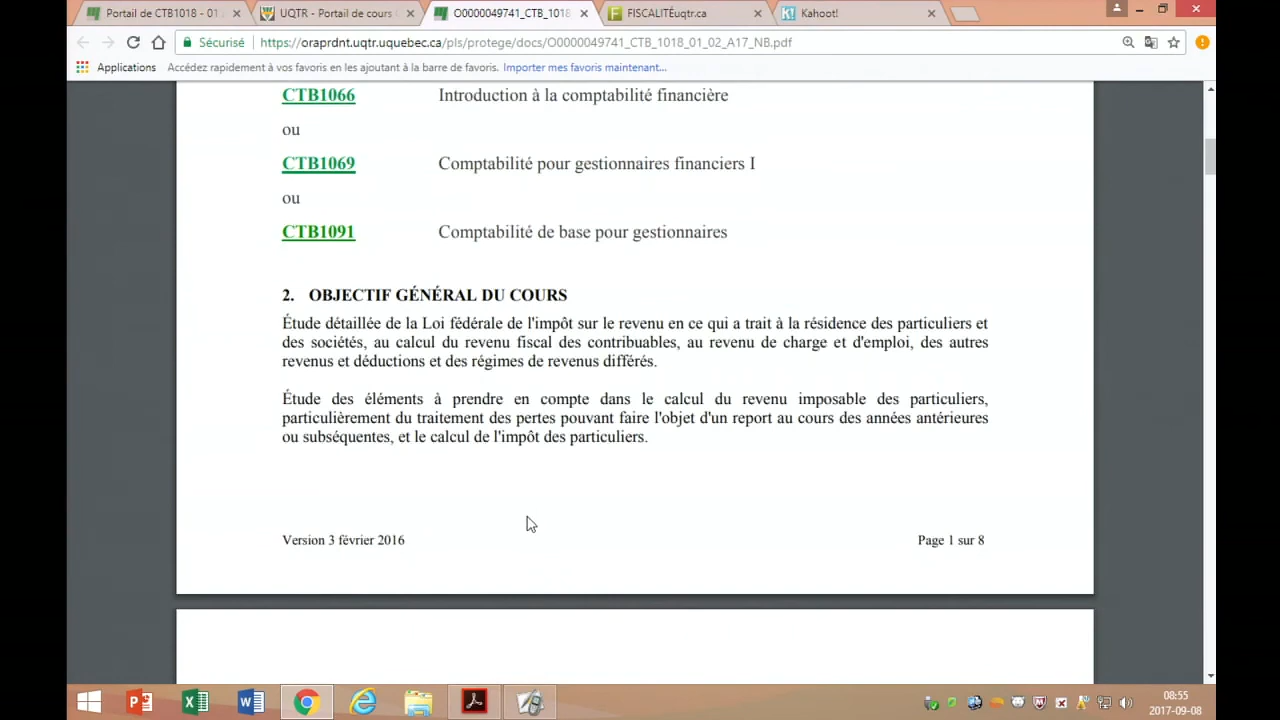 Portail de CTB1018 - 01
UQTR - Portail de cours
O0000049741_CTB_1018
FISCALITÉuqtr.ca
K! Kahoot!
Sécurisé
https://oraprdnt.uqtr.uquebec.ca/pls/protege/docs/O0000049741_CTB_1018_01_02_A17_NB.pdf
Applications
Accédez rapidement à vos favoris en les ajoutant à la barre de favoris. Importer mes favoris maintenant...
CTB1066 Introduction à la comptabilité financière
ou
CTB1069 Comptabilité pour gestionnaires financiers I
ou
CTB1091 Comptabilité de base pour gestionnaires
2. OBJECTIF GÉNÉRAL DU COURS
Étude détaillée de la Loi fédérale de l'impôt sur le revenu en ce qui a trait à la résidence des particuliers et
des sociétés, au calcul du revenu fiscal des contribuables, au revenu de charge et d'emploi, des autres
revenus et déductions et des régimes de revenus différés.
Étude des éléments à prendre en compte dans le calcul du revenu imposable des particuliers,
particulièrement du traitement des pertes pouvant faire l'objet d'un report au cours des années antérieures
ou subséquentes, et le calcul de l'impôt des particuliers.
Version 3 février 2016
Page 1 sur 8
08:55
2017-09-08